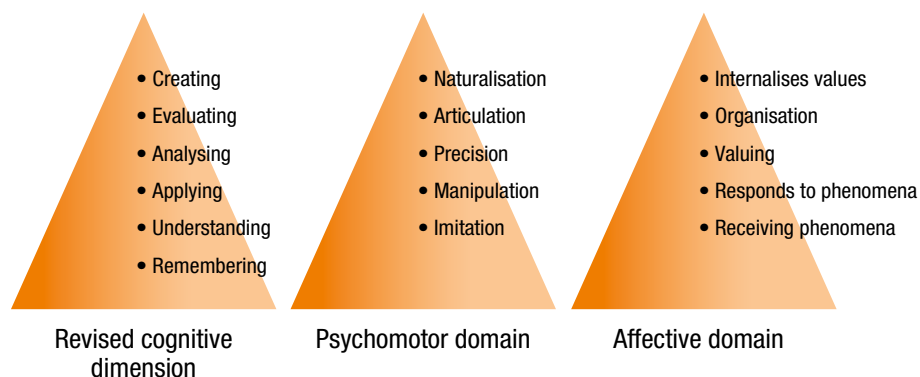 • Creating
• Evaluating
• Analysing
• Applying
• Understanding
• Remembering
Revised cognitive
dimension
• Naturalisation
• Articulation
• Precision
• Manipulation
• Imitation
Psychomotor domain
• Internalises values
• Organisation
• Valuing
• Responds to phenomena
• Receiving phenomena
Affective domain